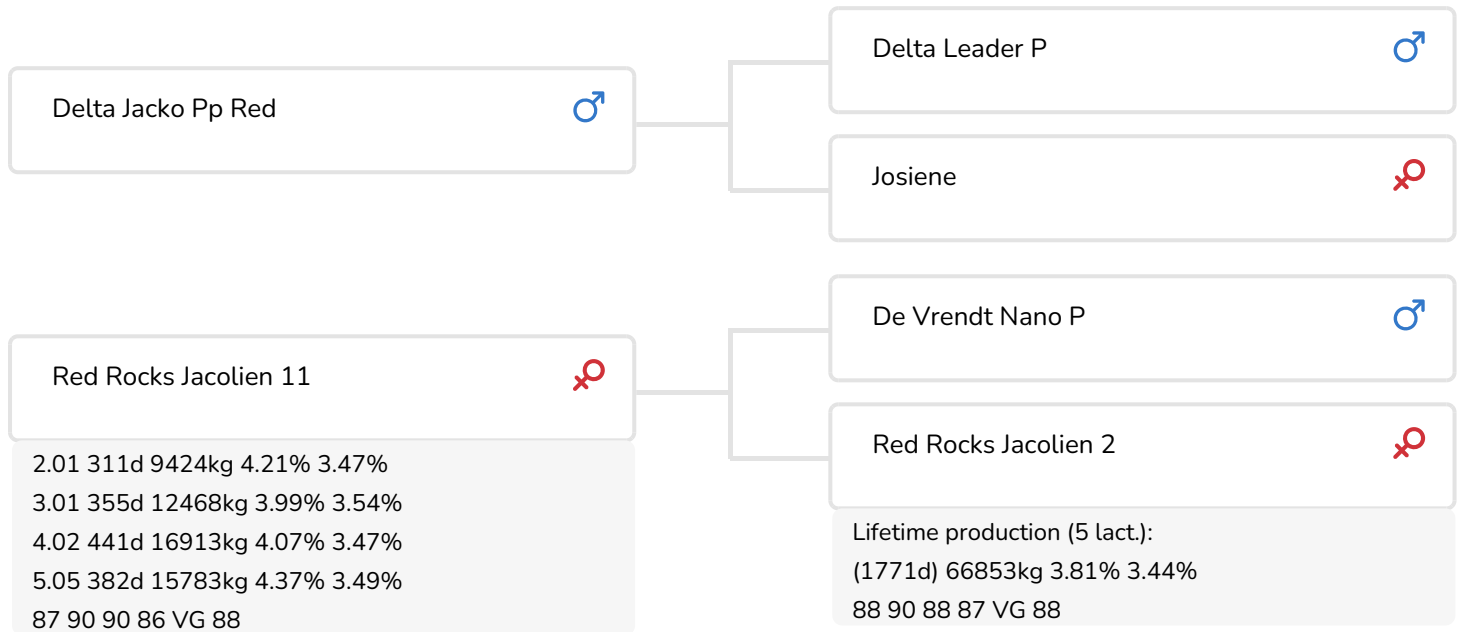 Delta Jacko Pp Red
Red Rocks Jacolien 11
2.01 311d 9424kg 4.21% 3.47%
3.01 355d 12468kg 3.99% 3.54%
4.02 441d 16913kg 4.07% 3.47%
5.05 382d 15783kg 4.37% 3.49%
87 90 90 86 VG 88
Delta Leader P
Josiene
De Vrendt Nano P
Red Rocks Jacolien 2
Lifetime production (5 lact.):
(1771d) 66853kg 3.81% 3.44%
88 90 88 87 VG 88